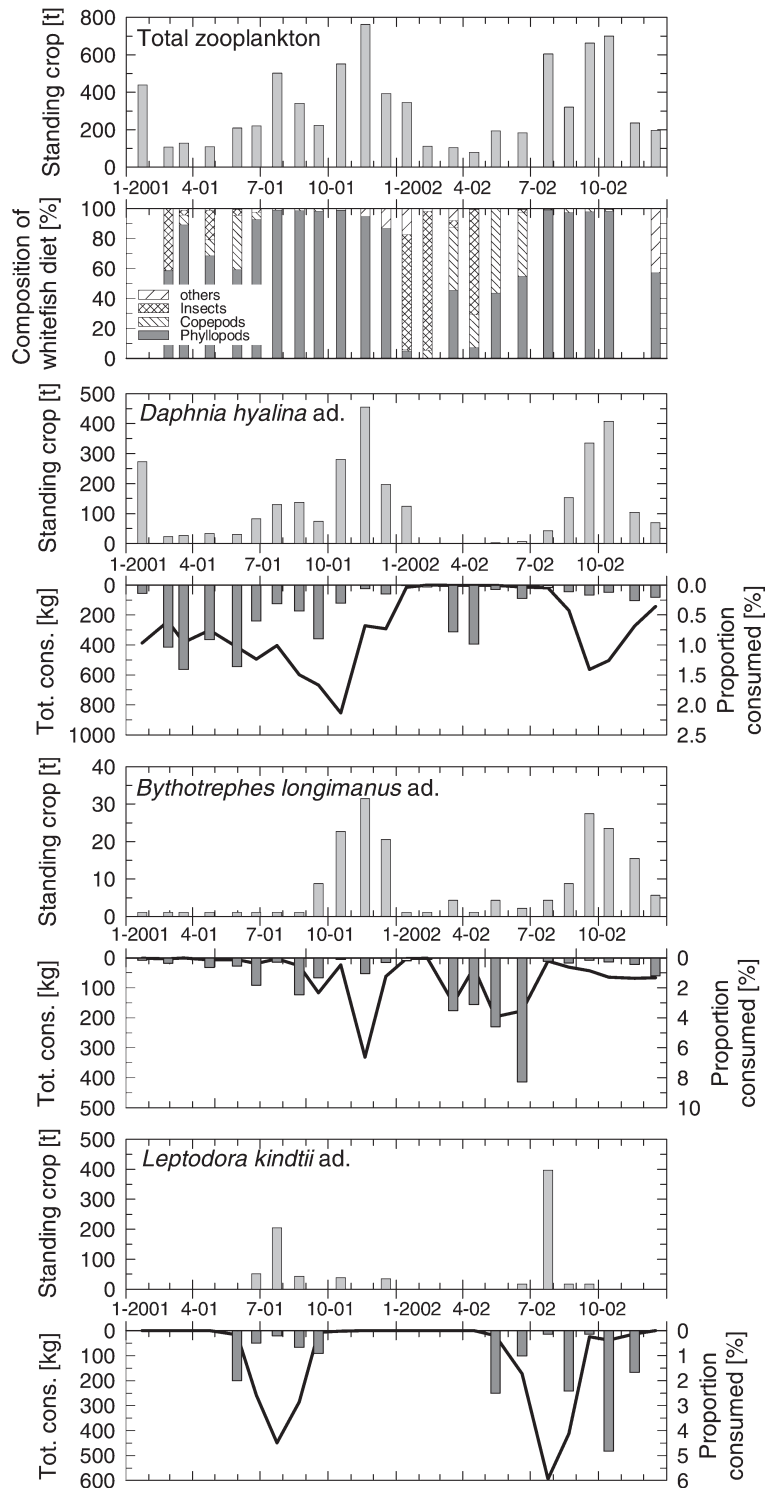 Total zooplankton
Standing crop [t]
800
600
400
200
0
1-2001 4-01 7-01 10-01 1-2002 4-02 7-02 10-02
Composition of
whitefish diet [%]
100
80
60
40
20
0
others
Insects
Copepods
Phyllopods
Daphnia hyalina ad.
Standing crop [t]
500
400
300
200
100
0
1-2001 4-01 7-01 10-01 1-2002 4-02 7-02 10-02
Tot. cons. [kg]
0
200
400
600
800
1000
0.0
0.5
1.0
1.5
2.0
2.5
Proportion
consumed [%]
Bythotrephes longimanus ad.
Standing crop [t]
40
30
20
10
0
1-2001 4-01 7-01 10-01 1-2002 4-02 7-02 10-02
Tot. cons. [kg]
0
100
200
300
400
500
0
2
4
6
8
10
Proportion
consumed [%]
Leptodora kindtii ad.
Standing crop [t]
500
400
300
200
100
0
1-2001 4-01 7-01 10-01 1-2002 4-02 7-02 10-02
Tot. cons. [kg]
0
100
200
300
400
500
600
0
1
2
3
4
5
6
Proportion
consumed [%]